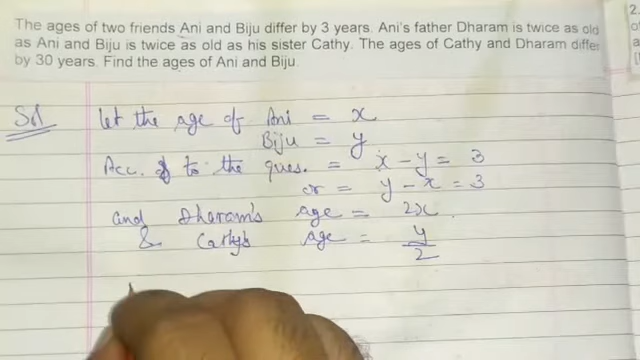 The ages of two friends Ani and Biju differ by 3 years. Ani's father Dharam is twice as old
as Ani and Biju is twice as old as his sister Cathy. The ages of Cathy and Dharam differ
by 30 years. Find the ages of Ani and Biju.
2.
Sol let the age of Ani = x
Biju = y
Acc. to the ques. = x - y = 3
or = y - x = 3
and Dharam's age = 2x.
& Cathy's Age = y/2